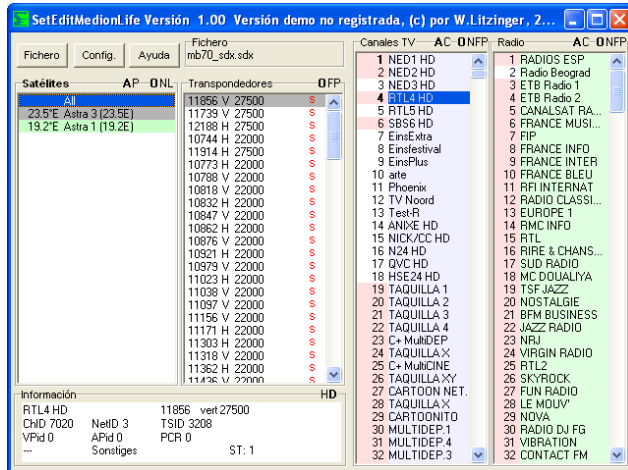 SetEditMedionLife Versión 1.00 Versión demo no registrada, (c) por W.Litzinger, 2...
Fichero Config. Ayuda
Fichero
mb70_sdx.sdx
Satélites AP ONL
All
23.5°E Astra 3 (23.5E)
19.2°E Astra 1 (19.2E)
Transpondedores OFP
11856 V 27500 S
11739 V 27500 S
12188 H 27500 S
10744 H 22000 S
11914 H 27500 S
10773 H 22000 S
10788 V 22000 S
10818 V 22000 S
10832 H 22000 S
10847 V 22000 S
10862 H 22000 S
10876 V 22000 S
10921 H 22000 S
10979 V 22000 S
11023 H 22000 S
11038 V 22000 S
11097 V 22000 S
11156 V 22000 S
11171 H 22000 S
11303 H 22000 S
11318 V 22000 S
11362 H 22000 S
11436 V 22000 S
Canales TV AC ONFP
1 NED1 HD
2 NED2 HD
3 NED3 HD
4 RTL4 HD
5 RTL5 HD
6 SBS6 HD
7 EinsExtra
8 Einsfestival
9 EinsPlus
10 arte
11 Phoenix
12 TV Noord
13 Test-R
14 ANIXE HD
15 NICK/CC HD
16 N24 HD
17 QVC HD
18 HSE24 HD
19 TAQUILLA 1
20 TAQUILLA 2
21 TAQUILLA 3
22 TAQUILLA 4
23 C+ MultiDEP
24 TAQUILLA X
25 C+ MultiCINE
26 TAQUILLA XY
27 CARTOON NET.
28 TAQUILLA X
29 CARTOONITO
30 MULTIDEP.1
31 MULTIDEP.4
32 MULTIDEP.3
Radio AC ONFP
1 RADIOS ESP
2 Radio Beograd
3 ETB Radio 1
4 ETB Radio 2
5 CANALSAT RA...
6 FRANCE MUSI...
7 FIP
8 FRANCE INFO
9 FRANCE INTER
10 FRANCE BLEU
11 RFI INTERNAT
12 RADIO CLASSI...
13 EUROPE 1
14 RMC INFO
15 RTL
16 RIRE & CHANS...
17 SUD RADIO
18 MC DOUALIYA
19 TSF JAZZ
20 NOSTALGIE
21 BFM BUSINESS
22 JAZZ RADIO
23 NRJ
24 VIRGIN RADIO
25 RTL2
26 SKYROCK
27 FUN RADIO
28 LE MOUV'
29 NOVA
30 RADIO DJ FG
31 VIBRATION
32 CONTACT FM
Información HD
RTL4 HD 11856 vert 27500
ChID 7020 NetID 3 TSID 3208
VPid 0 APid 0 PCR 0
--- Sonstiges ST: 1